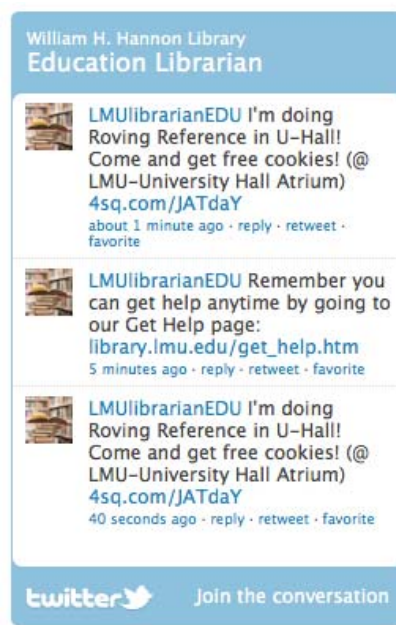 William H. Hannon Library
Education Librarian
LMUlibrarianEDU I'm doing
Roving Reference in U-Hall!
Come and get free cookies! (@
LMU-University Hall Atrium)
4sq.com/JATdaY
about 1 minute ago · reply · retweet ·
favorite
LMUlibrarianEDU Remember you
can get help anytime by going to
our Get Help page:
library.lmu.edu/get_help.htm
5 minutes ago · reply · retweet · favorite
LMUlibrarianEDU I'm doing
Roving Reference in U-Hall!
Come and get free cookies! (@
LMU-University Hall Atrium)
4sq.com/JATdaY
40 seconds ago · reply · retweet · favorite
twitter Join the conversation